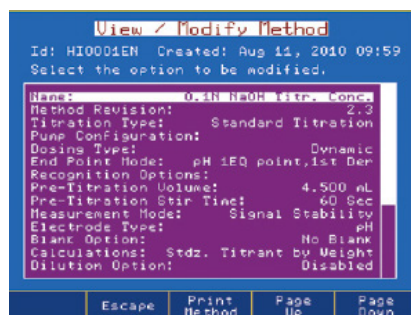 View / Modify Method
Id: HI0001EN Created: Aug 11, 2010 09:59
Select the option to be modified.
Name: 0.1N NaOH Titr. Conc.
Method Revision: 2.3
Titration Type: Standard Titration
Pump Configuration:
Dosing Type: Dynamic
End Point Mode: pH 1EQ point,1st Der
Recognition Options:
Pre-Titration Volume: 4.500 mL
Pre-Titration Stir Time: 60 Sec
Measurement Mode: Signal Stability
Electrode Type: pH
Blank Option: No Blank
Calculations: Stdz. Titrant by Weight
Dilution Option: Disabled
Escape Print Method Page Up Page Down